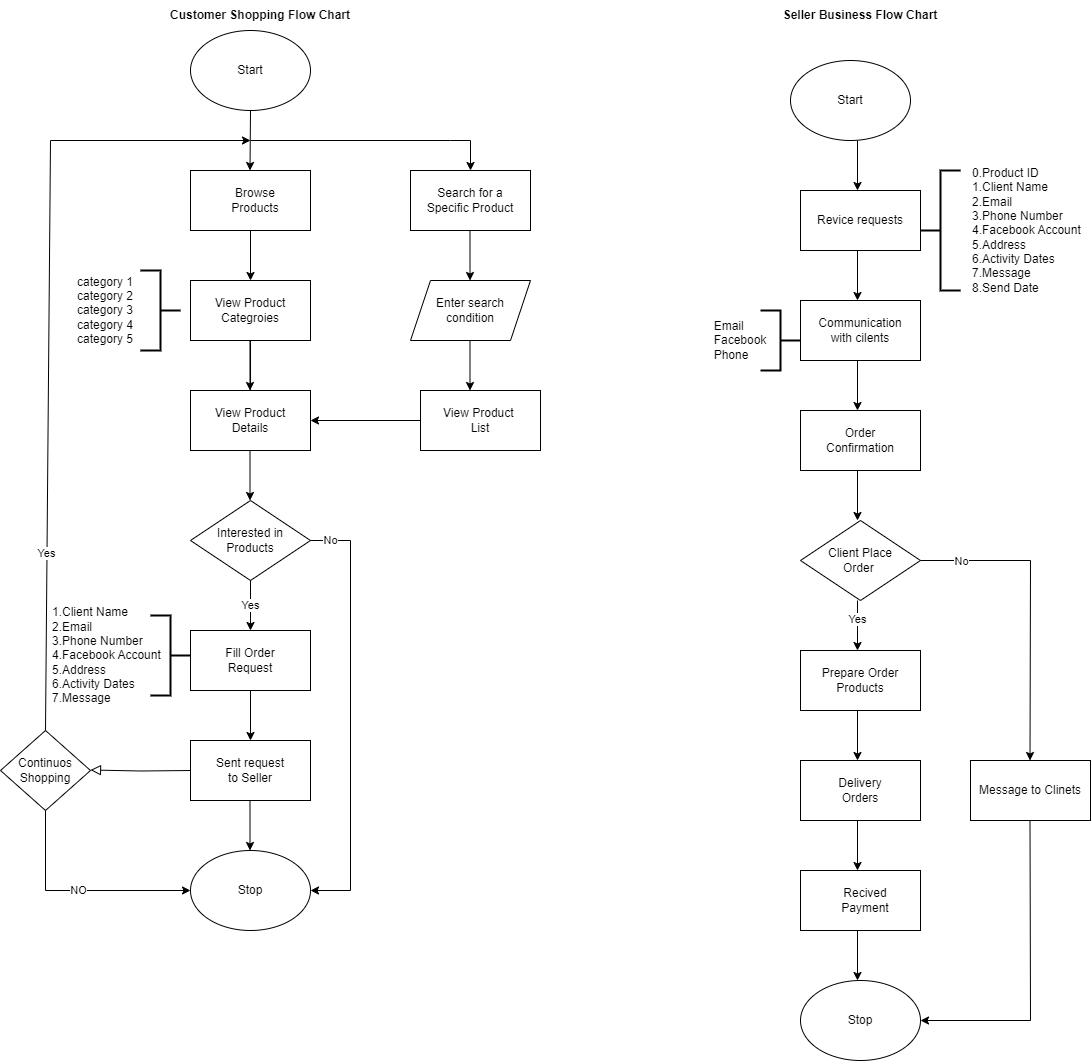 Customer Shopping Flow Chart
Start
Browse
Products
Search for a
Specific Product
category 1
category 2
category 3
category 4
category 5
View Product
Categroies
Enter search
condition
View Product
Details
View Product
List
Interested in
Products
No
Yes
Yes
1.Client Name
2.Email
3.Phone Number
4.Facebook Account
5.Address
6.Activity Dates
7.Message
Fill Order
Request
Continuos
Shopping
Sent request
to Seller
NO
Stop
Seller Business Flow Chart
Start
Revice requests
0.Product ID
1.Client Name
2.Email
3.Phone Number
4.Facebook Account
5.Address
6.Activity Dates
7.Message
8.Send Date
Email
Facebook
Phone
Communication
with clients
Order
Confirmation
Client Place
Order
No
Yes
Prepare Order
Products
Delivery
Orders
Message to Clinets
Recived
Payment
Stop